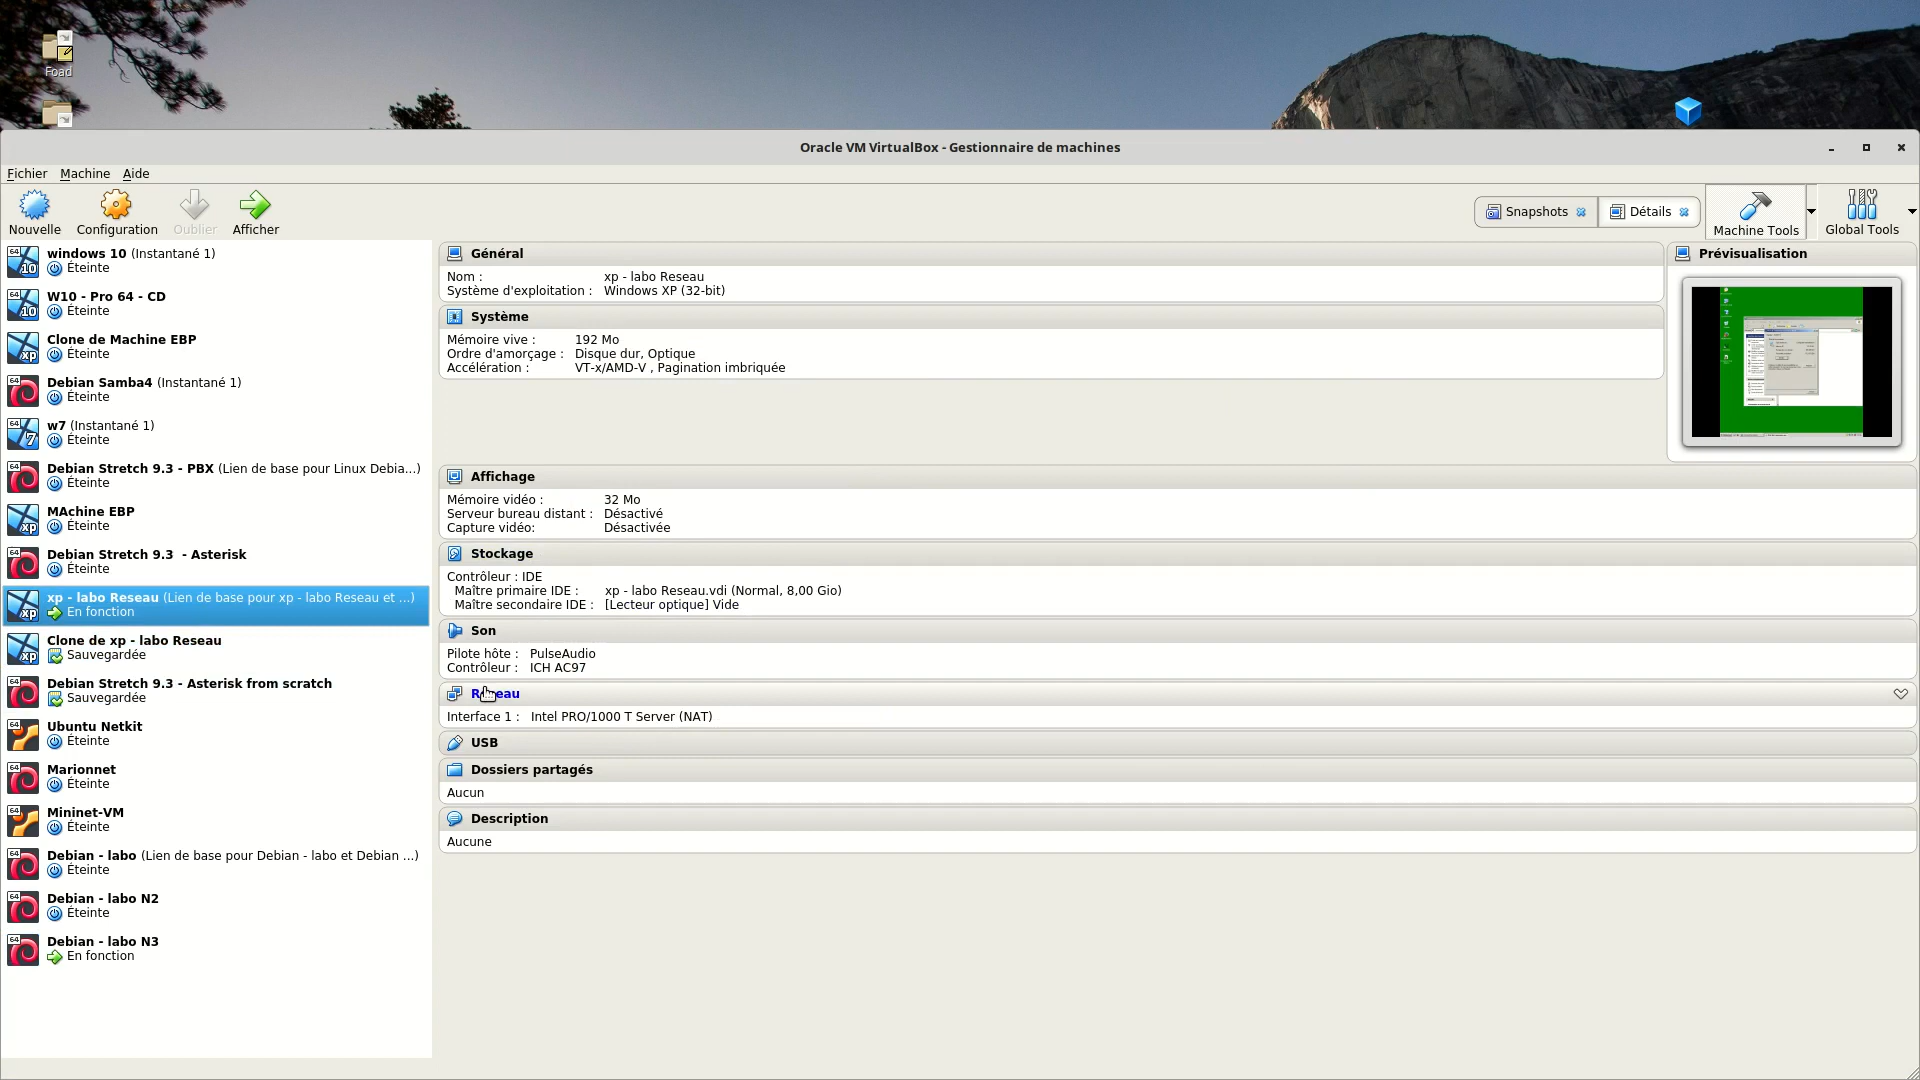 Foad
Oracle VM VirtualBox - Gestionnaire de machines
Fichier Machine Aide
Nouvelle Configuration Oublier Afficher
Snapshots Détails Machine Tools Global Tools
windows 10 (Instantané 1)
Éteinte
W10 - Pro 64 - CD
Éteinte
Clone de Machine EBP
Éteinte
Debian Samba4 (Instantané 1)
Éteinte
w7 (Instantané 1)
Éteinte
Debian Stretch 9.3 - PBX (Lien de base pour Linux Debia...)
Éteinte
MAchine EBP
Éteinte
Debian Stretch 9.3 - Asterisk
Éteinte
xp - labo Reseau (Lien de base pour xp - labo Reseau et ...)
En fonction
Clone de xp - labo Reseau
Sauvegardée
Debian Stretch 9.3 - Asterisk from scratch
Sauvegardée
Ubuntu Netkit
Éteinte
Marionnet
Éteinte
Mininet-VM
Éteinte
Debian - labo (Lien de base pour Debian - labo et Debian ...)
Éteinte
Debian - labo N2
Éteinte
Debian - labo N3
En fonction
Général
Nom : xp - labo Reseau
Système d'exploitation : Windows XP (32-bit)
Système
Mémoire vive : 192 Mo
Ordre d'amorçage : Disque dur, Optique
Accélération : VT-x/AMD-V , Pagination imbriquée
Prévisualisation
Affichage
Mémoire vidéo : 32 Mo
Serveur bureau distant : Désactivé
Capture vidéo: Désactivée
Stockage
Contrôleur : IDE
Maître primaire IDE : xp - labo Reseau.vdi (Normal, 8,00 Gio)
Maître secondaire IDE : [Lecteur optique] Vide
Son
Pilote hôte : PulseAudio
Contrôleur : ICH AC97
Réseau
Interface 1 : Intel PRO/1000 T Server (NAT)
USB
Dossiers partagés
Aucun
Description
Aucune